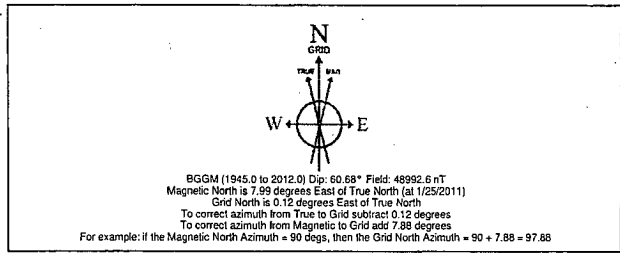 N
GRID
TRUE MAG
W E
BGGM (1945.0 to 2012.0) Dip: 60.68° Field: 48992.6 nT
Magnetic North is 7.99 degrees East of True North (at 1/25/2011)
Grid North is 0.12 degrees East of True North
To correct azimuth from True to Grid subtract 0.12 degrees
To correct azimuth from Magnetic to Grid add 7.88 degrees
For example: if the Magnetic North Azimuth = 90 degs, then the Grid North Azimuth = 90 + 7.88 = 97.88